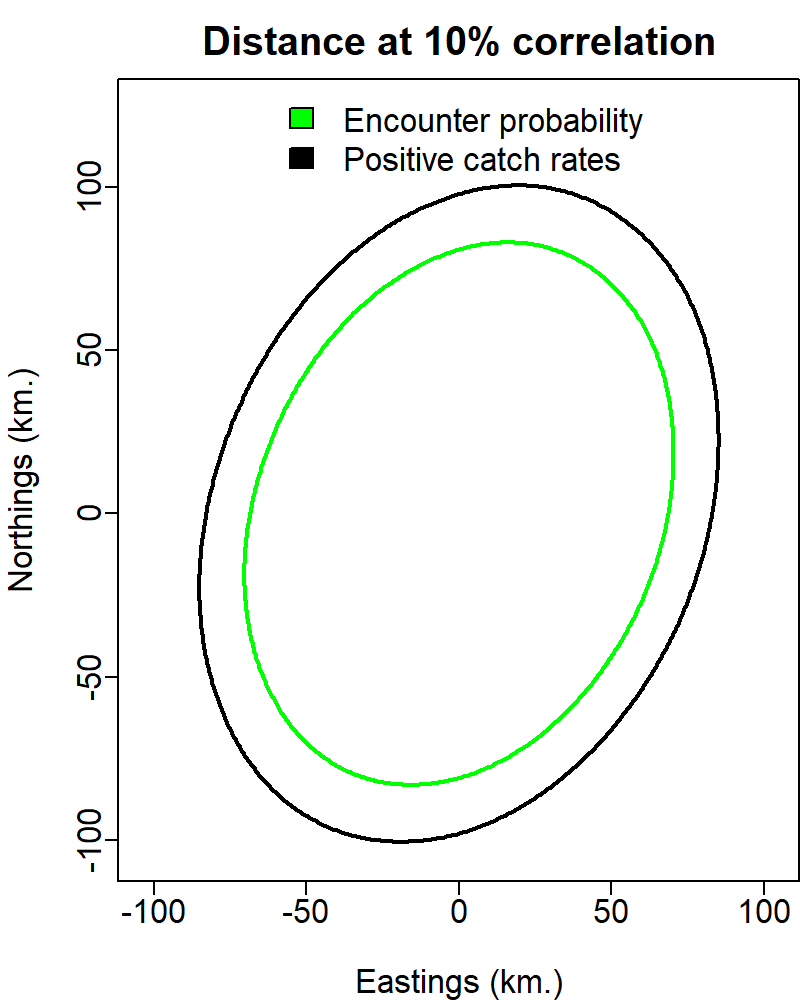 Distance at 10% correlation
Encounter probability
Positive catch rates
100
50
0
-50
-100
Northings (km.)
-100 -50 0 50 100
Eastings (km.)